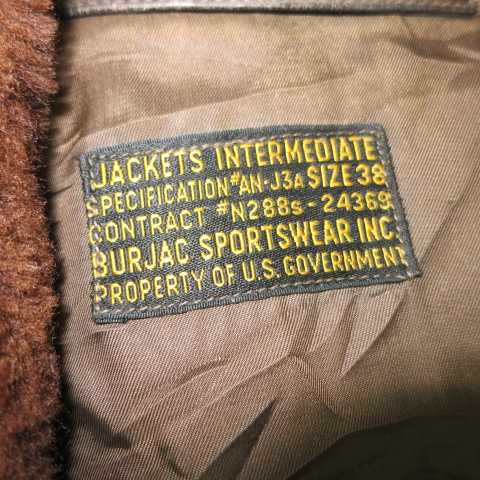 JACKETS INTERMEDIATE
SPECIFICATION #AN-J3A SIZE 38
CONTRACT #N288s-24369
BURJAC SPORTSWEAR INC.
PROPERTY OF U.S. GOVERNMENT